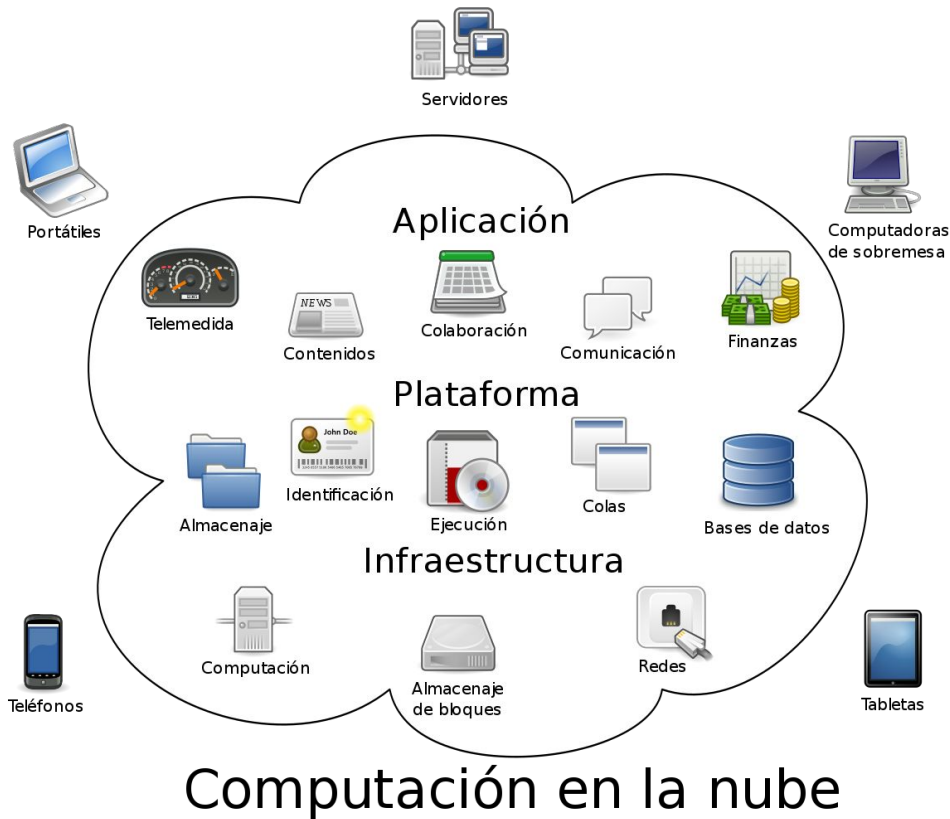 Servidores
Portátiles
Computadoras
de sobremesa
Aplicación
Telemedida
NEWS
Contenidos
Colaboración
Comunicación
Finanzas
Plataforma
John Doe
Almacenaje
Identificación
Ejecución
Colas
Bases de datos
Infraestructura
Computación
Almacenaje
de bloques
Redes
Teléfonos
Tabletas
Computación en la nube